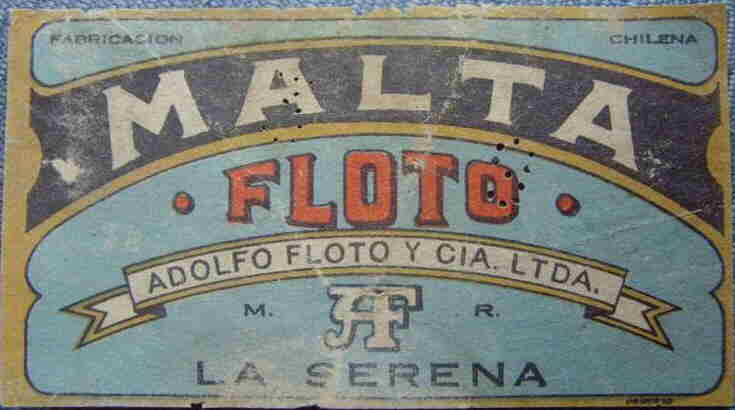 FABRICACION CHILENA
MALTA
FLOTO
ADOLFO FLOTO Y CIA. LTDA.
M. AF R.
LA SERENA